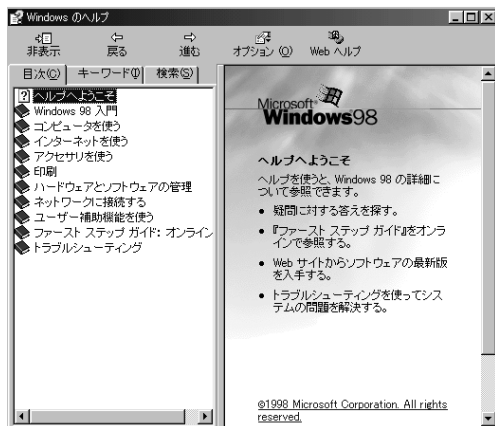 Windows のヘルプ
非表示 戻る 進む オプション (O) Web ヘルプ
目次(C) キーワード(I) 検索(S)
ヘルプへようこそ
Windows 98 入門
コンピュータを使う
インターネットを使う
アクセサリを使う
印刷
ハードウェアとソフトウェアの管理
ネットワークに接続する
ユーザー補助機能を使う
ファースト ステップ ガイド: オンライン
トラブルシューティング
Microsoft
Windows98
ヘルプへようこそ
ヘルプを使うと、Windows 98 の詳細に
ついて参照できます。
• 疑問に対する答えを探す。
• 『ファースト ステップ ガイド』をオンラ
インで参照する。
• Web サイトからソフトウェアの最新版
を入手する。
• トラブルシューティングを使ってシス
テムの問題を解決する。
©1998 Microsoft Corporation. All rights
reserved.